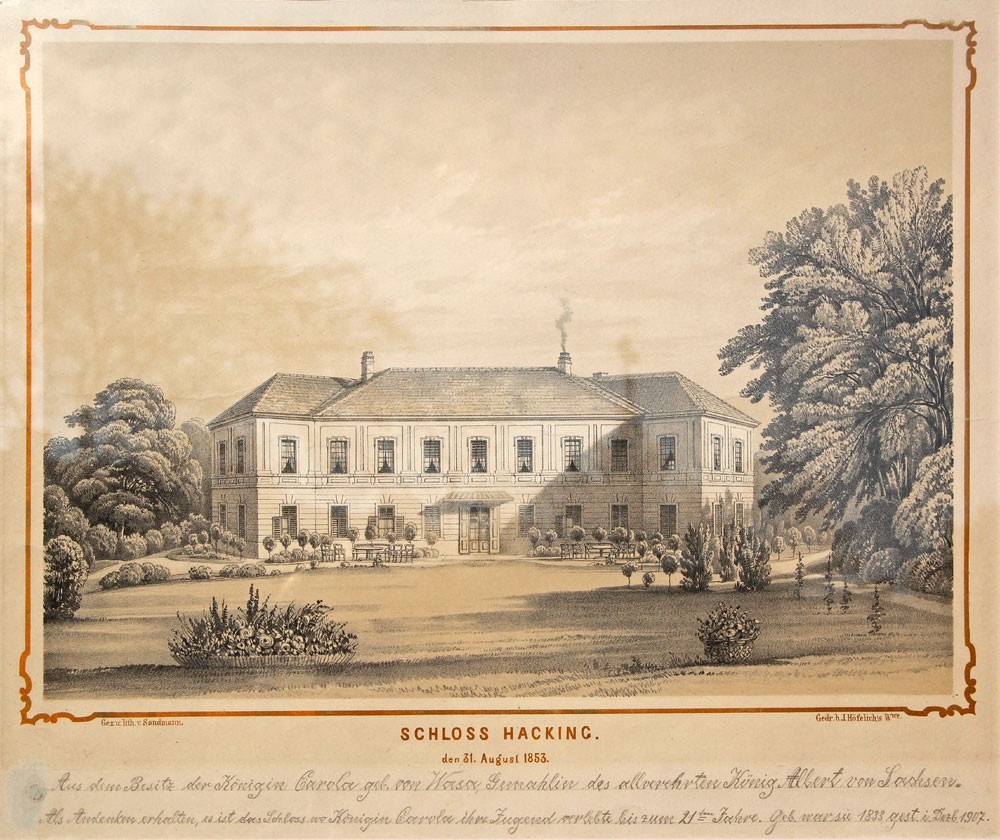 Gez. u. lith. v. Sandmann.
Gedr. b. J. Höfelich's Wwe.
SCHLOSS HACKING.
den 31. August 1853.
Aus dem Besitz der Königin Carola geb. von Wasa, Gemahlin des allverehrten König Albert von Sachsen.
Als Andenken erhalten, es ist das Schloss wo Königin Carola ihre Jugend verlebte bis zum 21ten Jahre. Geb. war sie 1833 gest. i. Dezb. 1907.